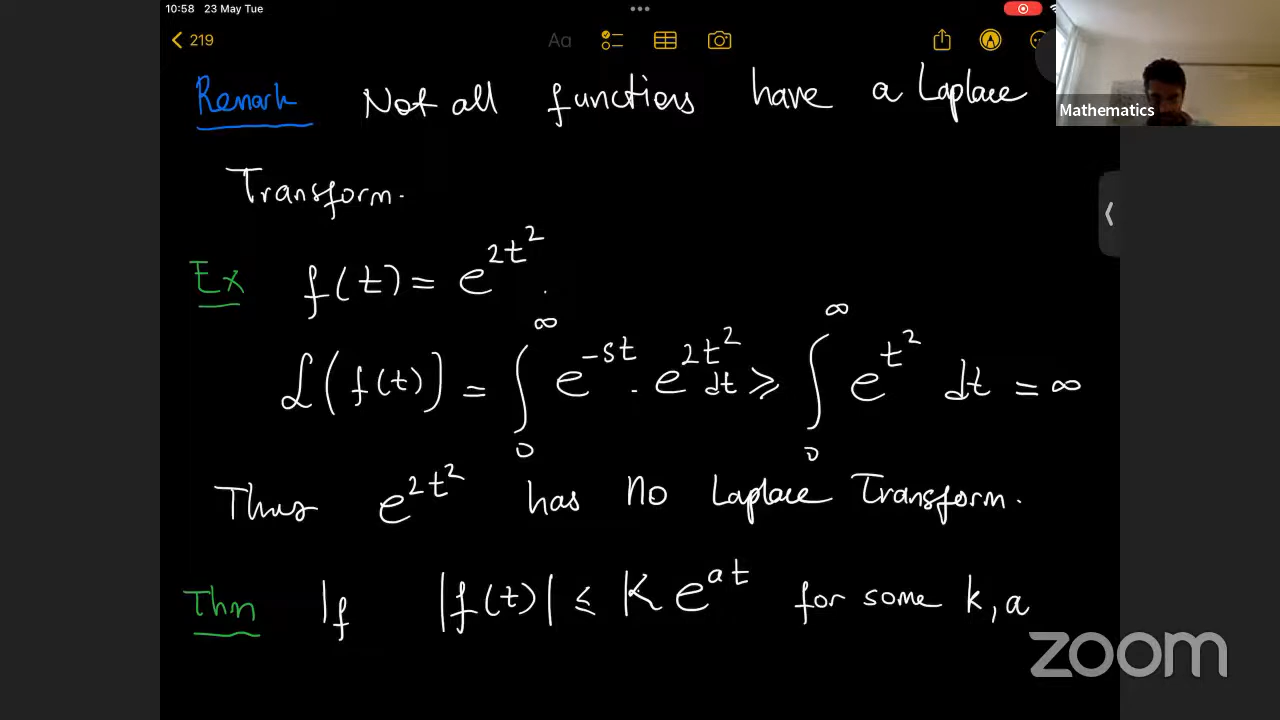 10:58 23 May Tue
219
Aa
Remark Not all functions have a Laplace
Transform.
Mathematics
Ex f(t) = e^{2t^2}.
ℒ(f(t)) = ∫_0^∞ e^{-st} . e^{2t^2} dt ⩾ ∫_0^∞ e^{t^2} dt = ∞
Thus e^{2t^2} has no Laplace Transform.
Thm If |f(t)| ≤ K e^{at} for some k, a
zoom